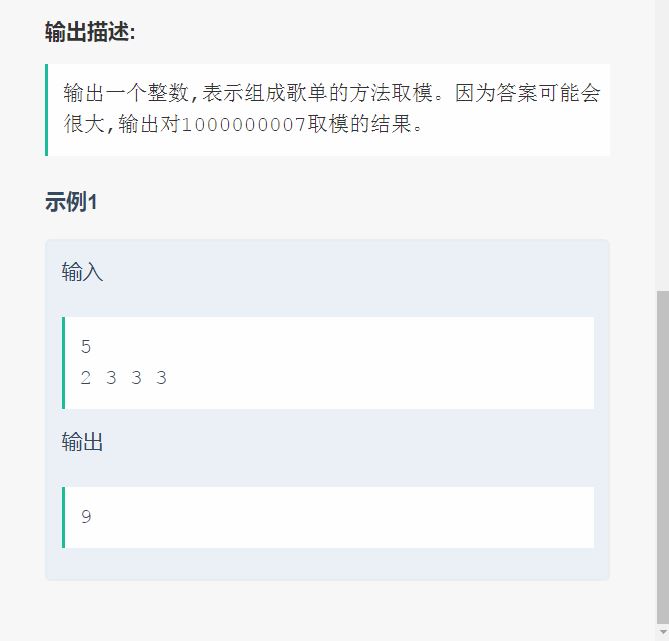 输出描述:
输出一个整数,表示组成歌单的方法取模。因为答案可能会
很大,输出对1000000007取模的结果。
示例1
输入
5
2 3 3 3
输出
9